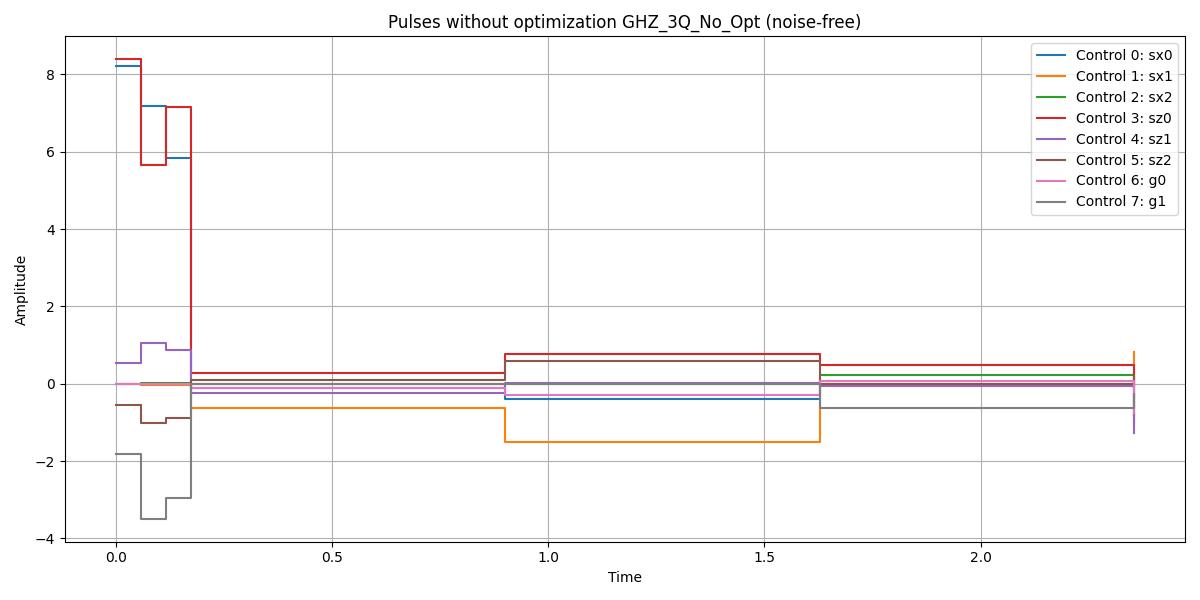 Pulses without optimization GHZ_3Q_No_Opt (noise-free)
Control 0: sx0
Control 1: sx1
Control 2: sx2
Control 3: sz0
Control 4: sz1
Control 5: sz2
Control 6: g0
Control 7: g1
Amplitude
8
6
4
2
0
−2
−4
0.0
0.5
1.0
1.5
2.0
Time